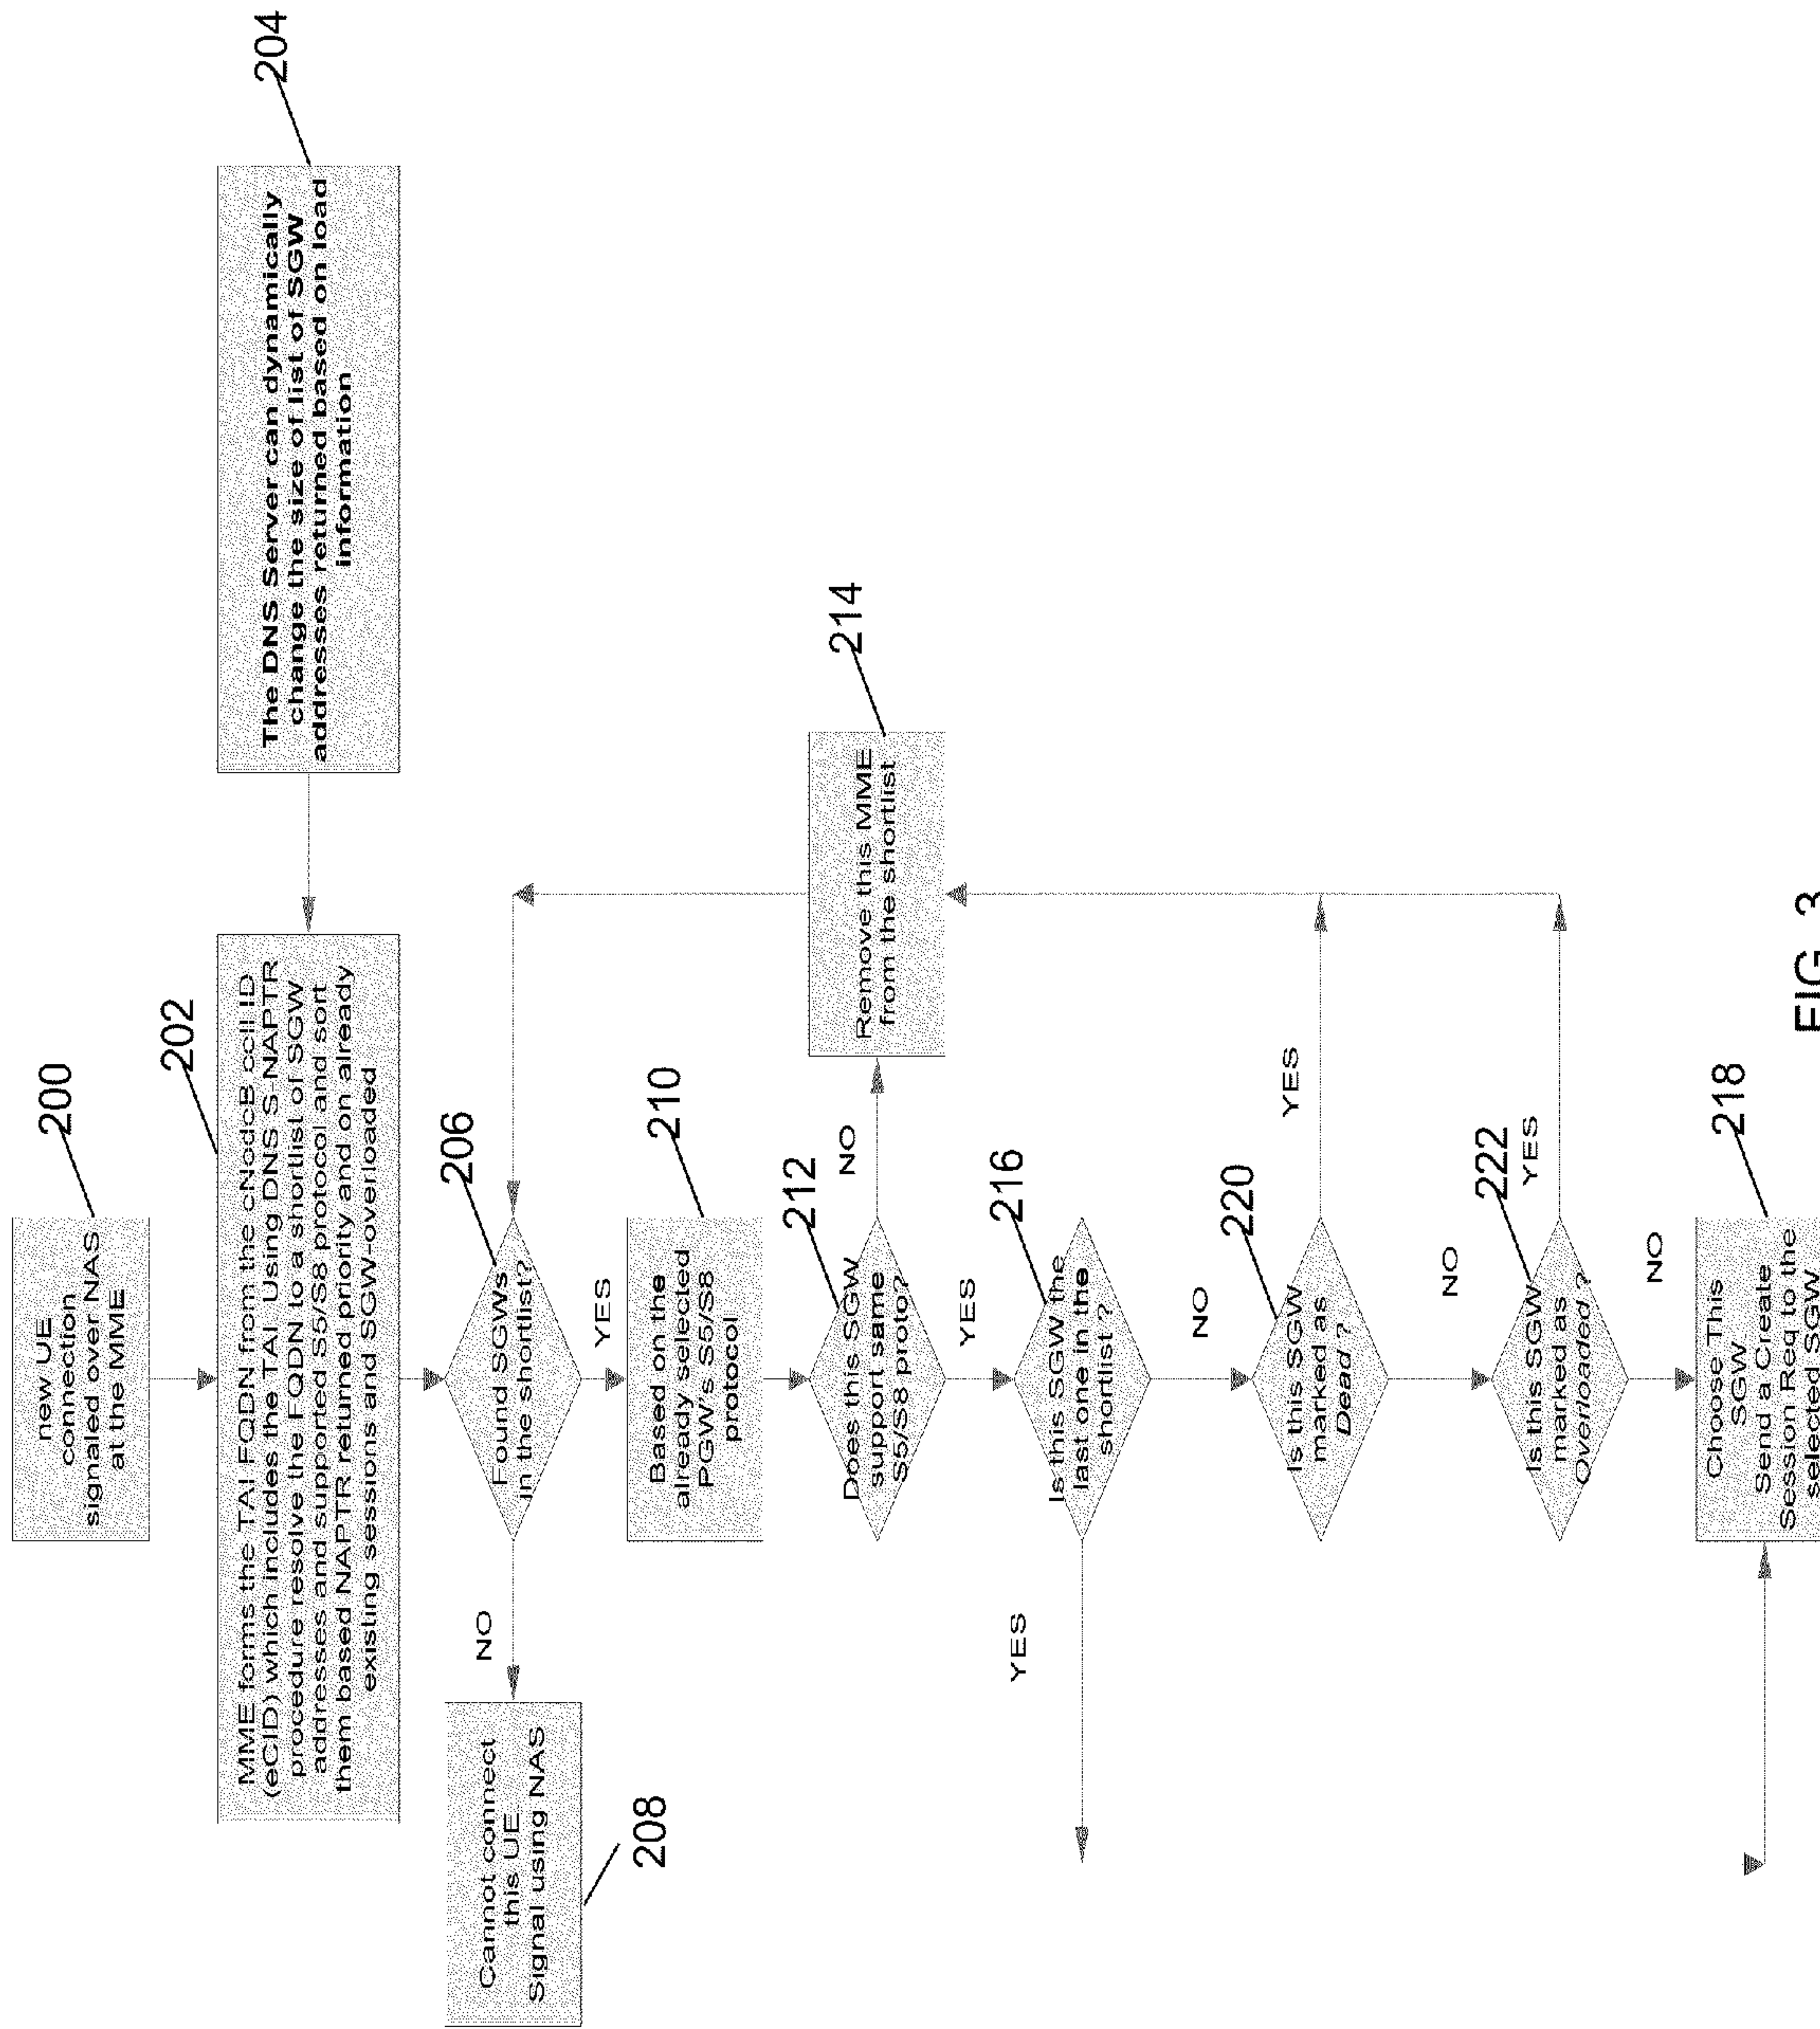 200
new UE
connection
signaled over NAS
at the MME
202
MME forms the TAI FQDN from the eNodeB cell ID
(eCID) which includes the TAI Using DNS S-NAPTR
procedure resolve the FQDN to a shortlist of SGW
addresses and supported S5/S8 protocol and sort
them based NAPTR returned priority and on already
existing sessions and SGW-overloaded
204
The DNS Server can dynamically
change the size of list of SGW
addresses returned based on load
information
206
Found SGWs
in the shortlist?
NO
YES
Cannot connect
this UE
Signal using NAS
208
210
Based on the
already selected
PGW's S5/S8
protocol
212
Does this SGW
support same
S5/S8 proto?
NO
YES
214
Remove this MME
from the shortlist
216
Is this SGW the
last one in the
shortlist ?
YES
NO
220
Is this SGW
marked as
Dead ?
YES
NO
222
Is this SGW
marked as
Overloaded ?
YES
NO
218
Choose This
SGW
Send a Create
Session Req to the
selected SGW
FIG. 3